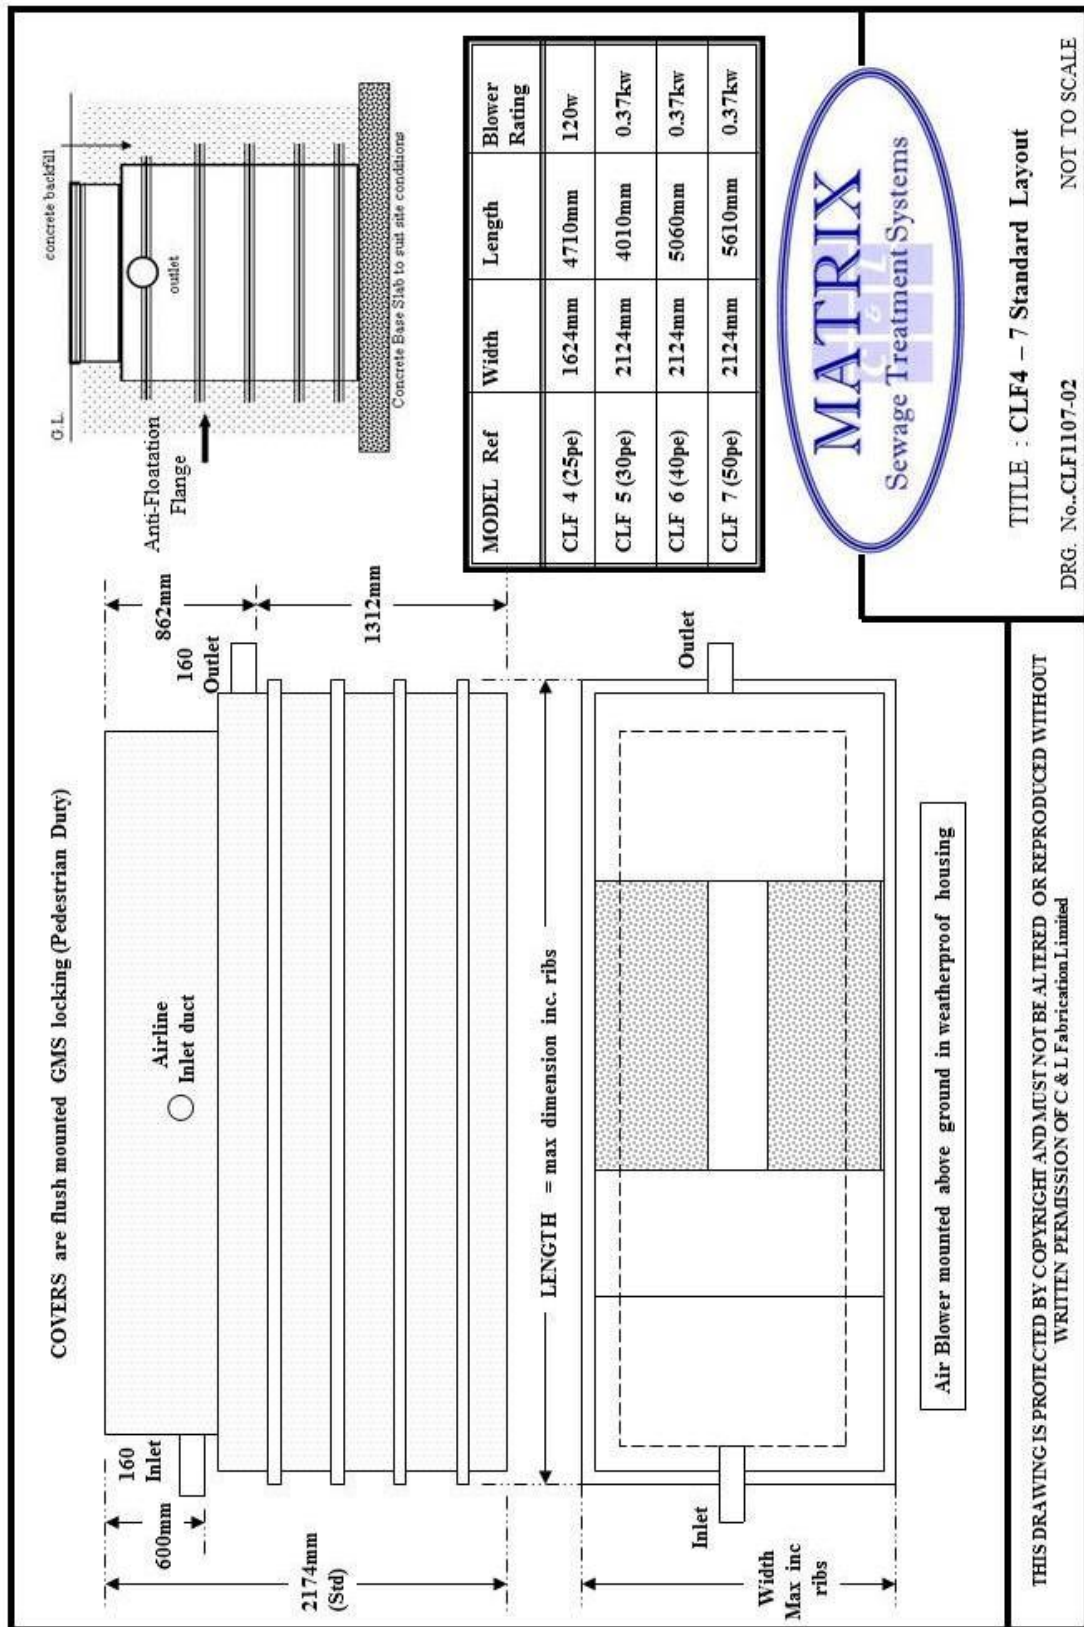 COVERS are flush mounted GMS locking (Pedestrian Duty)
160
Inlet
600mm
2174mm
(Std)
Airline
Inlet duct
160
Outlet
862mm
1312mm
LENGTH = max dimension inc. ribs
Inlet
Outlet
Width
Max inc
ribs
Air Blower mounted above ground in weatherproof housing
G.L.
concrete backfill
outlet
Anti-Floatation
Flange
Concrete Base Slab to suit site conditions
MODEL Ref Width Length Blower Rating
CLF 4 (25pe) 1624mm 4710mm 120w
CLF 5 (30pe) 2124mm 4010mm 0.37kw
CLF 6 (40pe) 2124mm 5060mm 0.37kw
CLF 7 (50pe) 2124mm 5610mm 0.37kw
C & L
MATRIX
Sewage Treatment Systems
TITLE : CLF4 – 7 Standard Layout
DRG. No..CLF1107-02 NOT TO SCALE
THIS DRAWING IS PROTECTED BY COPYRIGHT AND MUST NOT BE ALTERED OR REPRODUCED WITHOUT
WRITTEN PERMISSION OF C & L Fabrication Limited